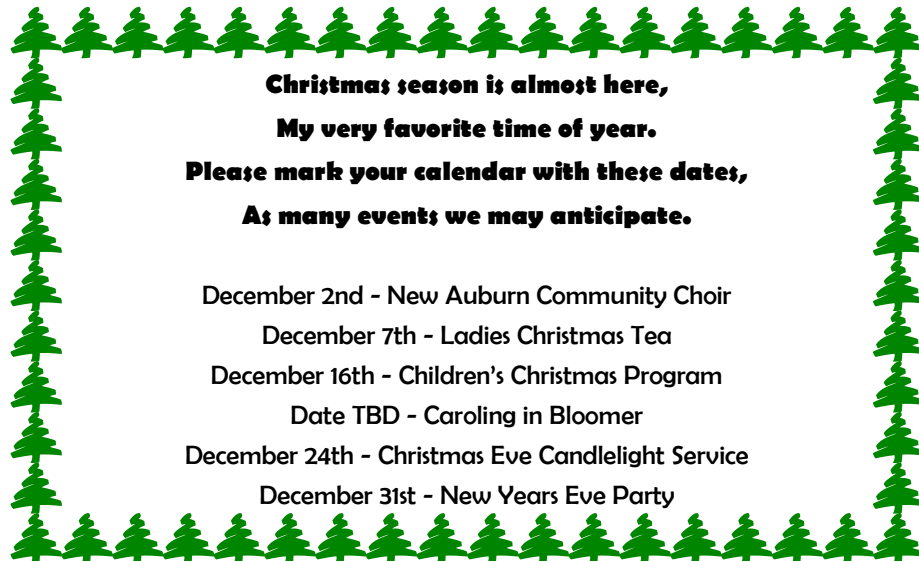 Christmas season is almost here,
My very favorite time of year.
Please mark your calendar with these dates,
As many events we may anticipate.
December 2nd - New Auburn Community Choir
December 7th - Ladies Christmas Tea
December 16th - Children’s Christmas Program
Date TBD - Caroling in Bloomer
December 24th - Christmas Eve Candlelight Service
December 31st - New Years Eve Party